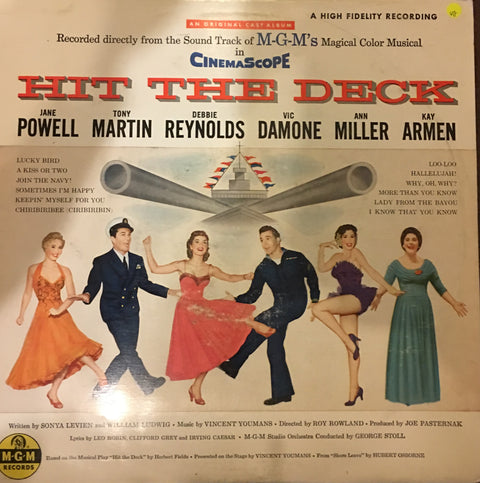 AN ORIGINAL CAST ALBUM
A HIGH FIDELITY RECORDING
Recorded directly from the Sound Track of M-G-M's Magical Color Musical
in
CINEMASCOPE
HIT THE DECK
JANE POWELL
TONY MARTIN
DEBBIE REYNOLDS
VIC DAMONE
ANN MILLER
KAY ARMEN
LUCKY BIRD
A KISS OR TWO
JOIN THE NAVY!
SOMETIMES I'M HAPPY
KEEPIN' MYSELF FOR YOU
CHIRIBIRIBEE (CIRIBIRIBIN)
LOO-LOO
HALLELUJAH!
WHY, OH, WHY?
MORE THAN YOU KNOW
LADY FROM THE BAYOU
I KNOW THAT YOU KNOW
Written by SONYA LEVIEN and WILLIAM LUDWIG • Music by VINCENT YOUMANS • Directed by ROY ROWLAND • Produced by JOE PASTERNAK
Lyrics by LEO ROBIN, CLIFFORD GREY and IRVING CAESAR • M-G-M Studio Orchestra Conducted by GEORGE STOLL
Based on the Musical Play "Hit the Deck" by Herbert Fields • Presented on the Stage by VINCENT YOUMANS • From "Shore Leave" by HUBERT OSBORNE
M-G-M
RECORDS